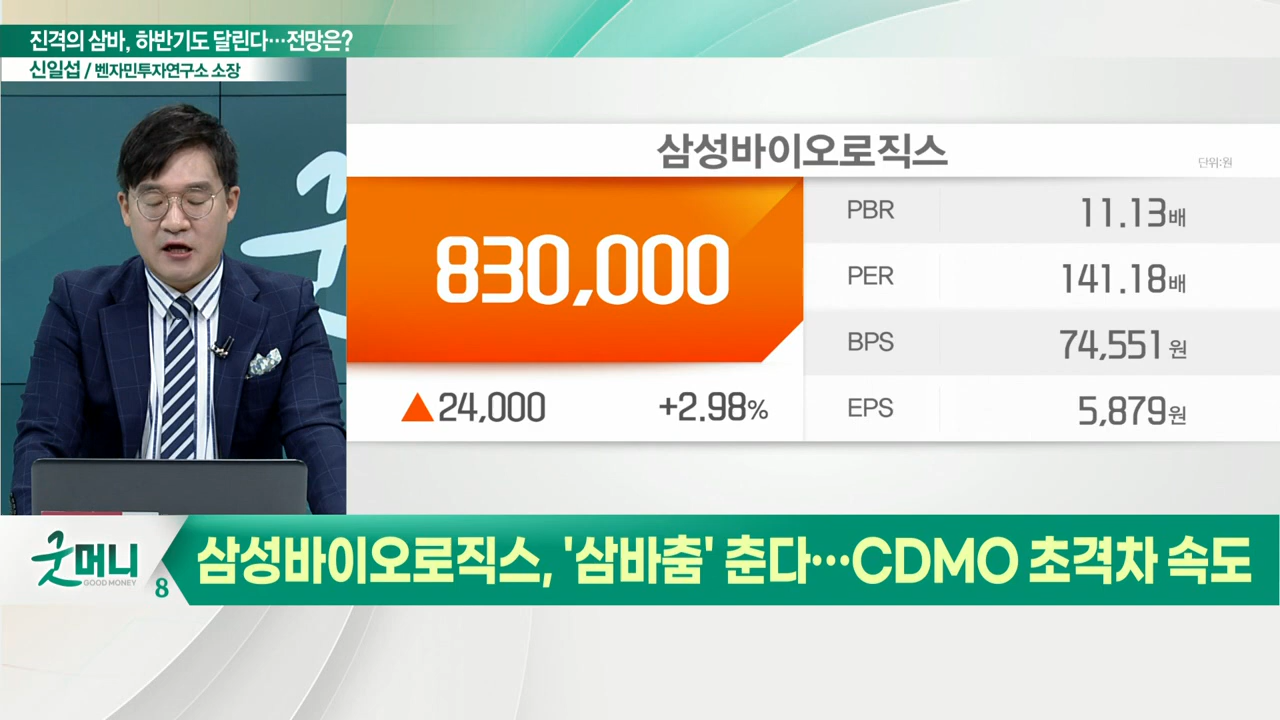 진격의 삼바, 하반기도 달린다…전망은?
신일섭 / 벤자민투자연구소 소장
삼성바이오로직스
단위:원
830,000
▲24,000 +2.98%
PBR 11.13배
PER 141.18배
BPS 74,551원
EPS 5,879원
굿머니
GOOD MONEY
8
삼성바이오로직스, '삼바춤' 춘다…CDMO 초격차 속도